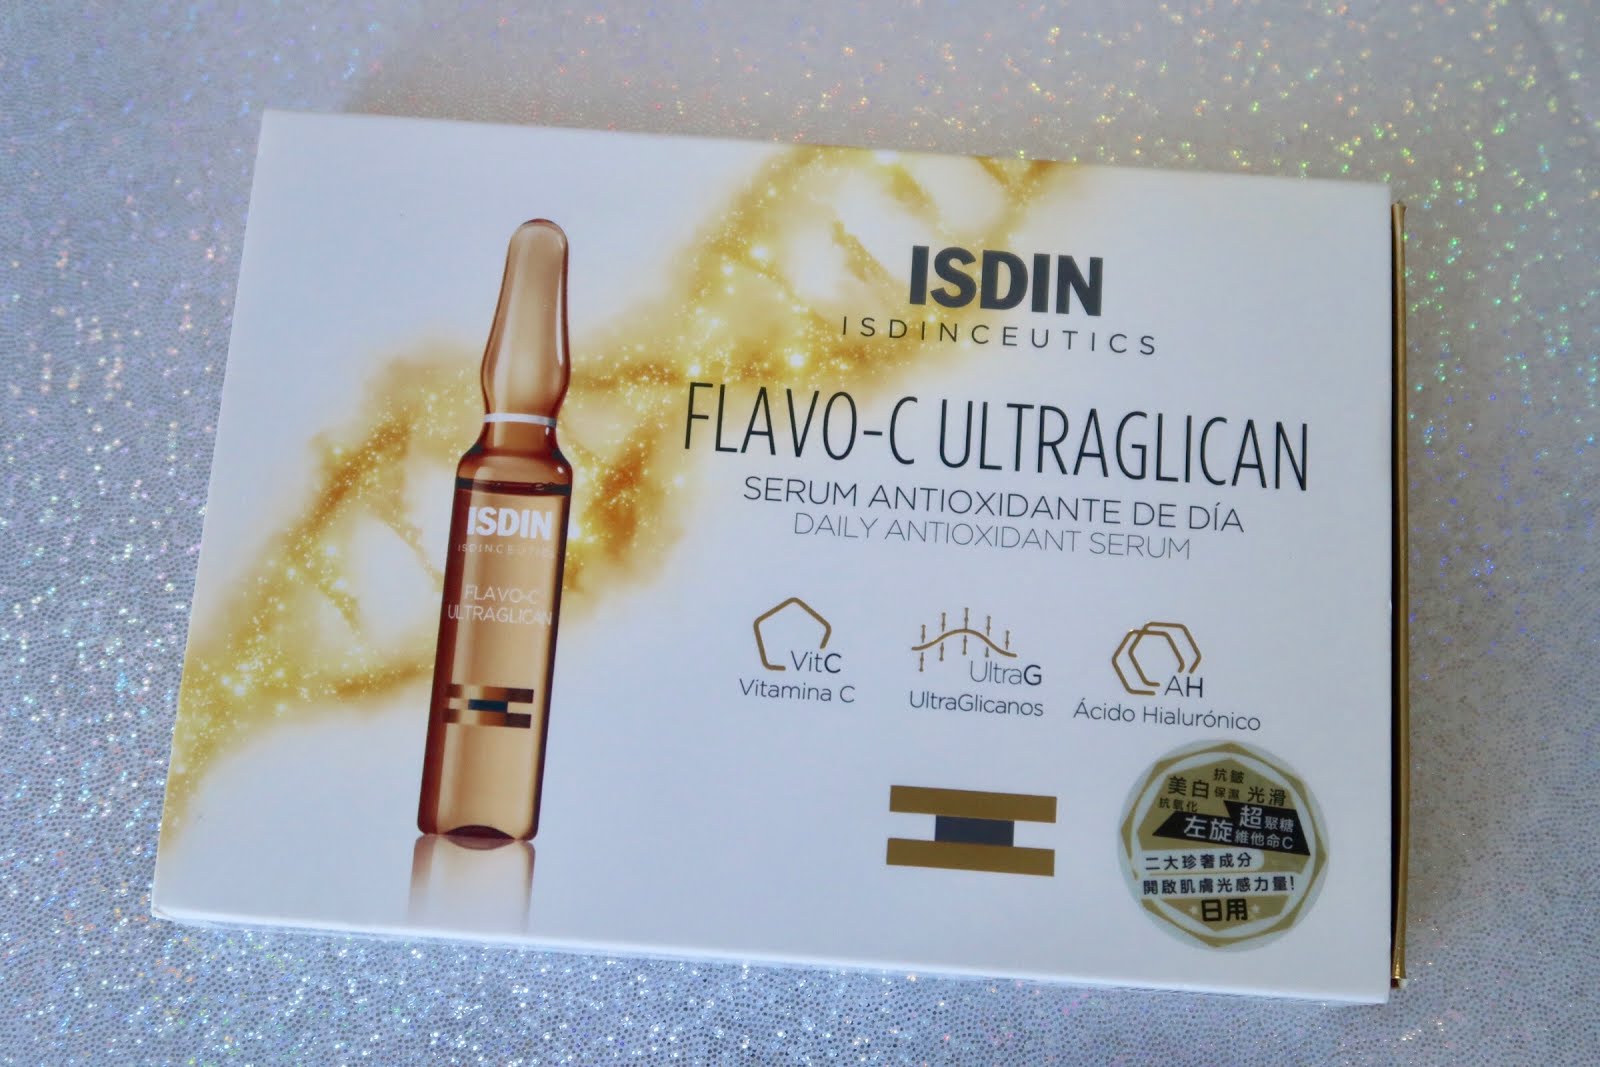 ISDIN
ISDINCEUTICS
FLAVO-C ULTRAGLICAN
SERUM ANTIOXIDANTE DE DÍA
DAILY ANTIOXIDANT SERUM
VitC
Vitamina C
UltraG
UltraGlicanos
AH
Ácido Hialurónico
ISDIN
ISDINCEUTICS
FLAVO-C
ULTRAGLICAN
抗皺
美白 保濕 光滑
抗氧化
超聚糖
左旋維他命C
二大珍奢成分
開啟肌膚光感力量!
日用